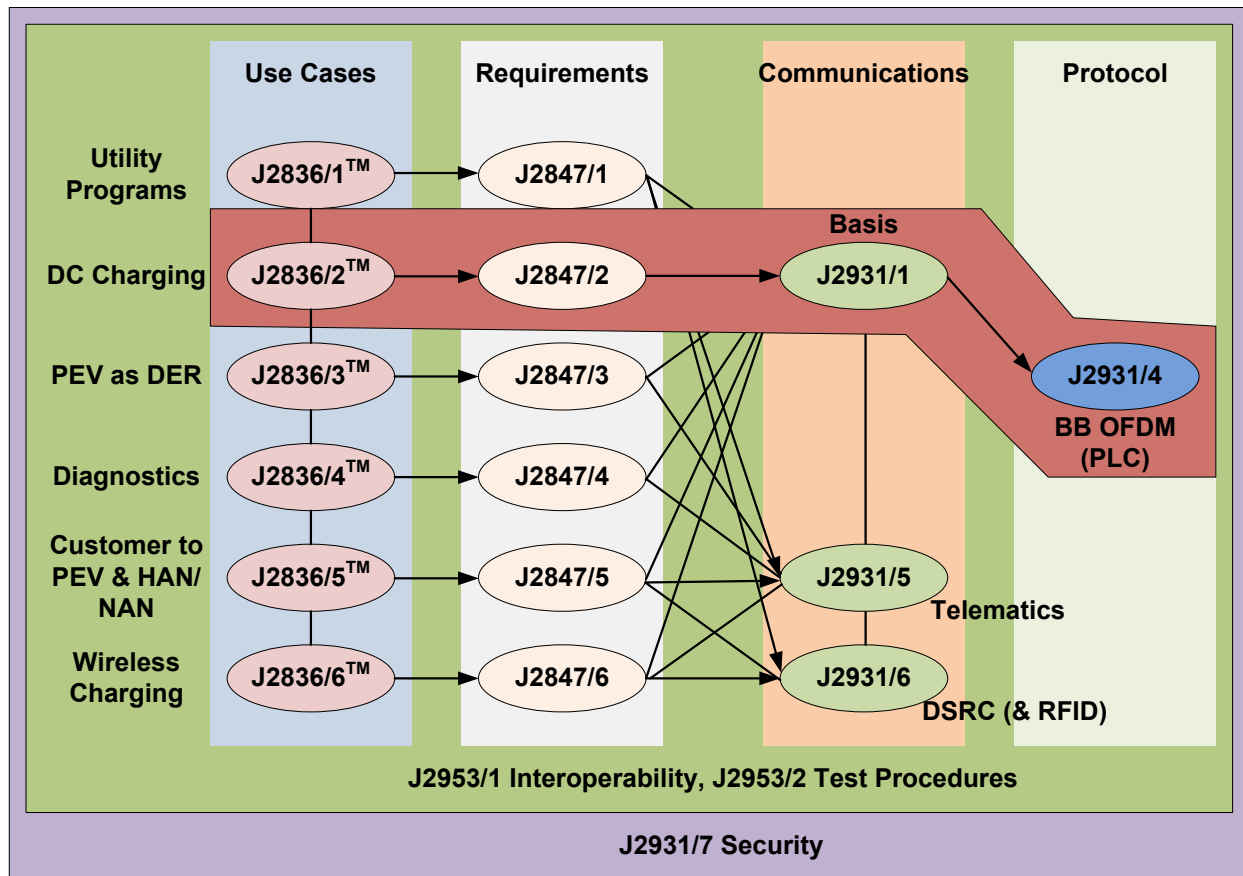 Use Cases
Requirements
Communications
Protocol
Utility
Programs
J2836/1™
J2847/1
Basis
DC Charging
J2836/2™
J2847/2
J2931/1
PEV as DER
J2836/3™
J2847/3
J2931/4
BB OFDM
(PLC)
Diagnostics
J2836/4™
J2847/4
Customer to
PEV & HAN/
NAN
J2836/5™
J2847/5
J2931/5
Telematics
Wireless
Charging
J2836/6™
J2847/6
J2931/6
DSRC (& RFID)
J2953/1 Interoperability, J2953/2 Test Procedures
J2931/7 Security